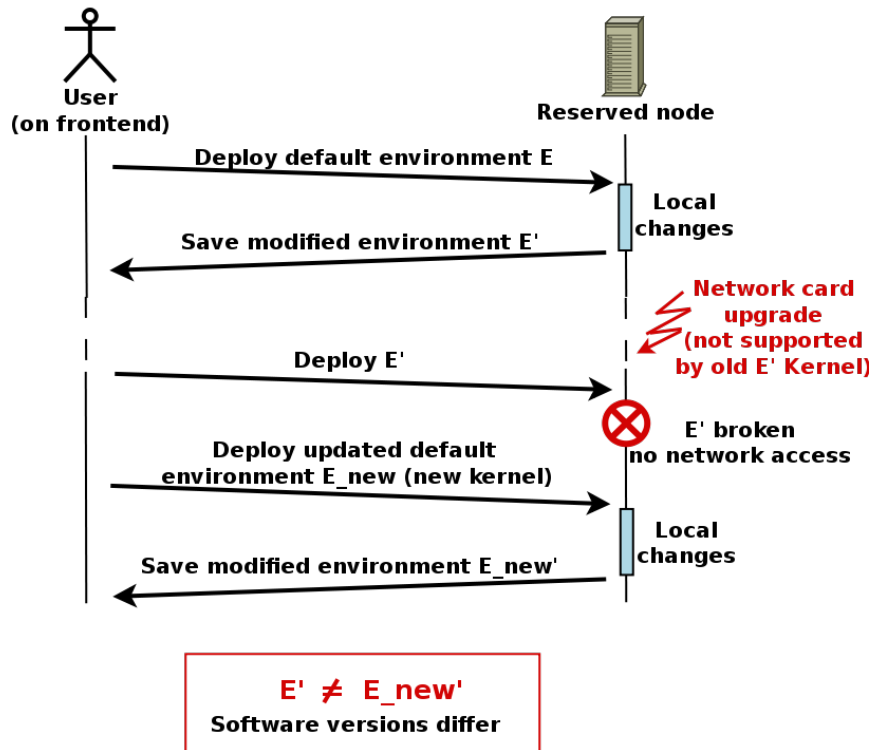 User
(on frontend)
Reserved node
Deploy default environment E
Local
changes
Save modified environment E'
Network card
upgrade
(not supported
by old E' Kernel)
Deploy E'
E' broken
no network access
Deploy updated default
environment E_new (new kernel)
Local
changes
Save modified environment E_new'
E' ≠ E_new'
Software versions differ